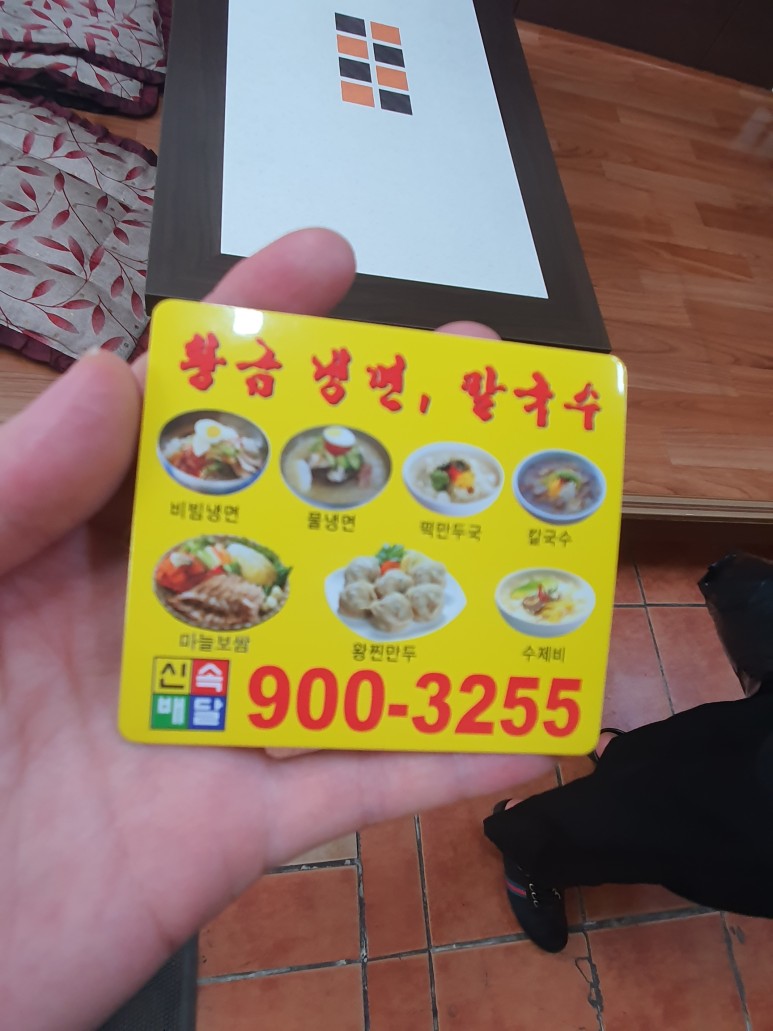 황금 냉면, 칼국수
비빔냉면 물냉면 떡만두국 칼국수
마늘보쌈 황찐만두 수제비
신속
배달
900-3255